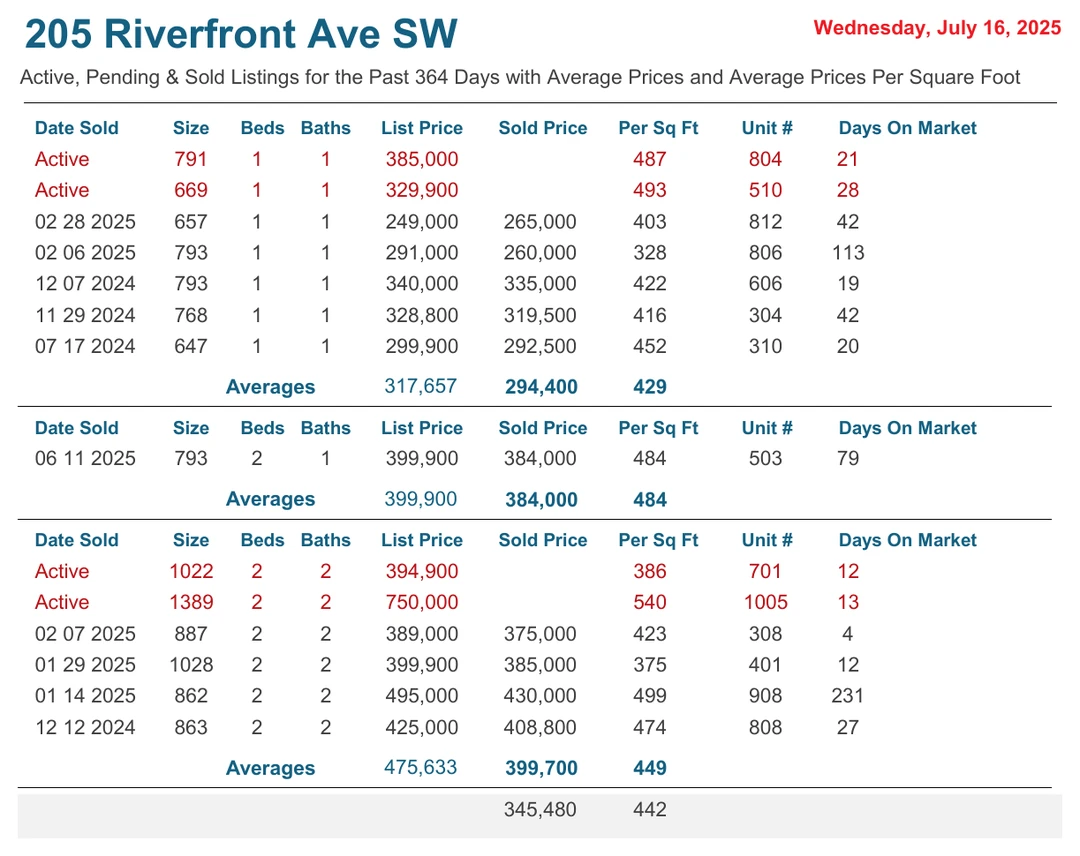 205 Riverfront Ave SW
Wednesday, July 16, 2025
Active, Pending & Sold Listings for the Past 364 Days with Average Prices and Average Prices Per Square Foot
Date Sold Size Beds Baths List Price Sold Price Per Sq Ft Unit # Days On Market
Active 791 1 1 385,000 487 804 21
Active 669 1 1 329,900 493 510 28
02 28 2025 657 1 1 249,000 265,000 403 812 42
02 06 2025 793 1 1 291,000 260,000 328 806 113
12 07 2024 793 1 1 340,000 335,000 422 606 19
11 29 2024 768 1 1 328,800 319,500 416 304 42
07 17 2024 647 1 1 299,900 292,500 452 310 20
Averages 317,657 294,400 429
Date Sold Size Beds Baths List Price Sold Price Per Sq Ft Unit # Days On Market
06 11 2025 793 2 1 399,900 384,000 484 503 79
Averages 399,900 384,000 484
Date Sold Size Beds Baths List Price Sold Price Per Sq Ft Unit # Days On Market
Active 1022 2 2 394,900 386 701 12
Active 1389 2 2 750,000 540 1005 13
02 07 2025 887 2 2 389,000 375,000 423 308 4
01 29 2025 1028 2 2 399,900 385,000 375 401 12
01 14 2025 862 2 2 495,000 430,000 499 908 231
12 12 2024 863 2 2 425,000 408,800 474 808 27
Averages 475,633 399,700 449
345,480 442